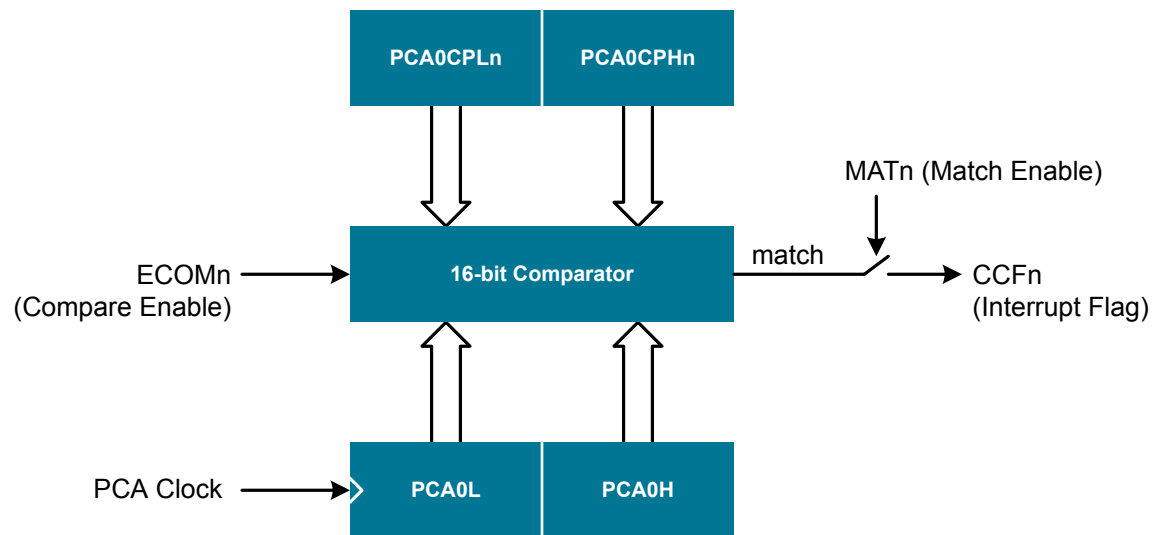 PCA0CPLn
PCA0CPHn
MATn (Match Enable)
ECOMn
(Compare Enable)
16-bit Comparator
match
CCFn
(Interrupt Flag)
PCA Clock
PCA0L
PCA0H